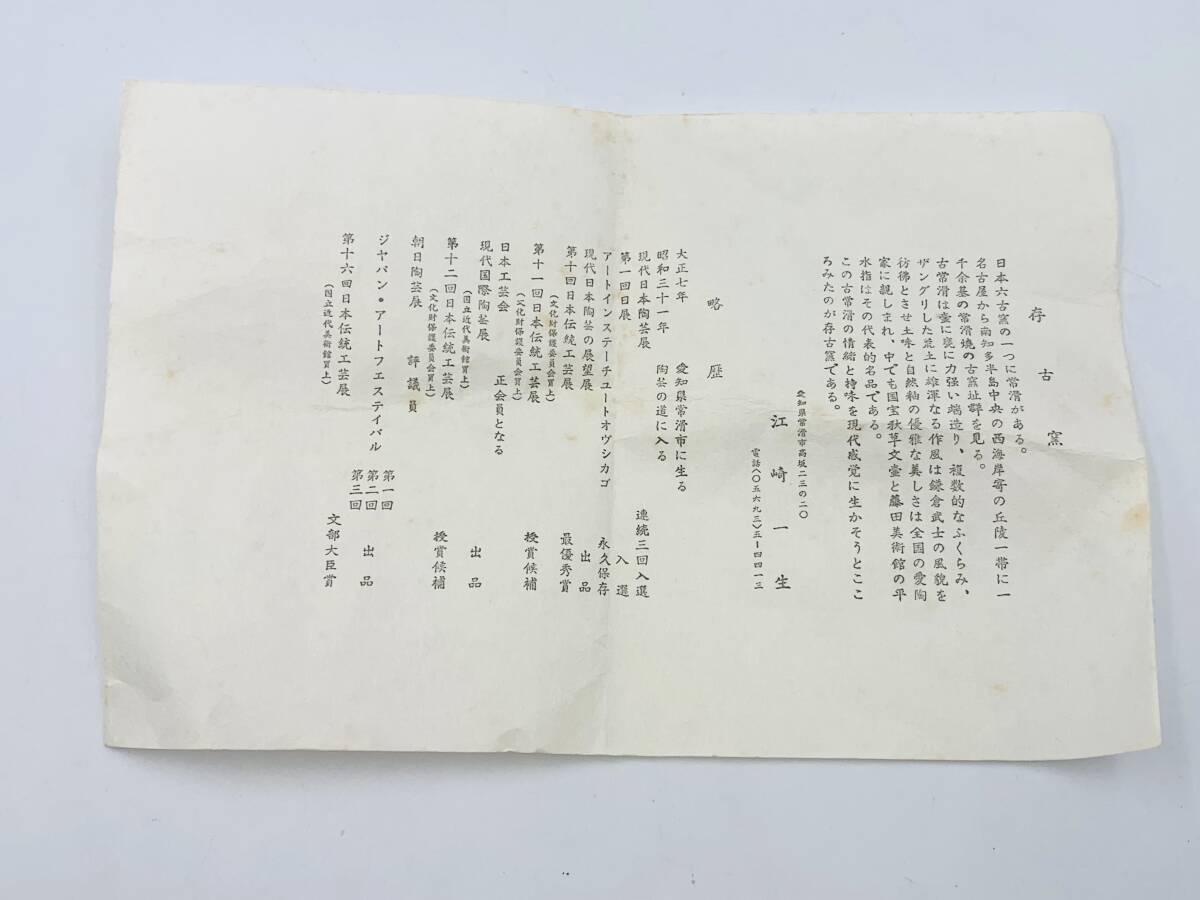 存古窯
日本六古窯の一つに常滑がある。
名古屋から南知多半島中央の西海岸寄の丘陵一帯に一
千余基の常滑焼の古窯址群を見る。
古常滑は壷に甕に力强い端造り、複数的なふくらみ、
ザングリした荒土に雄渾なる作風は鎌倉武士の風貌を
彷彿とさせ土味と自然釉の優雅な美しさは全国の愛陶
家に親しまれ、中でも国宝秋草文壷と藤田美術館の平
水指はその代表的名品である。
この古常滑の情緒と持味を現代感覚に生かそうとここ
ろみたのが存古窯である。
愛知県常滑市高坂二三の二〇
江崎一生
電話〈〇五六九三〉五ー四四一三
略歴
大正七年 愛知県常滑市に生る
昭和三十一年 陶芸の道に入る
現代日本陶芸展 連続三回入選
第一回日展 入選
アートインステーチユートオヴシカゴ 永久保存
現代日本陶芸の展望展 出品
第十回日本伝統工芸展 最優秀賞
(文化財保護委員会買上)
第十一回日本伝統工芸展 授賞候補
(文化財保護委員会買上)
日本工芸会 正会員となる
現代国際陶芸展 出品
(国立近代美術館買上)
第十二回日本伝統工芸展 授賞候補
(文化財保護委員会買上)
朝日陶芸展 評議員
ジヤパン・アートフエステイバル 第一回
第二回 出品
第三回
第十六回日本伝統工芸展 文部大臣賞
(国立近代美術館買上)